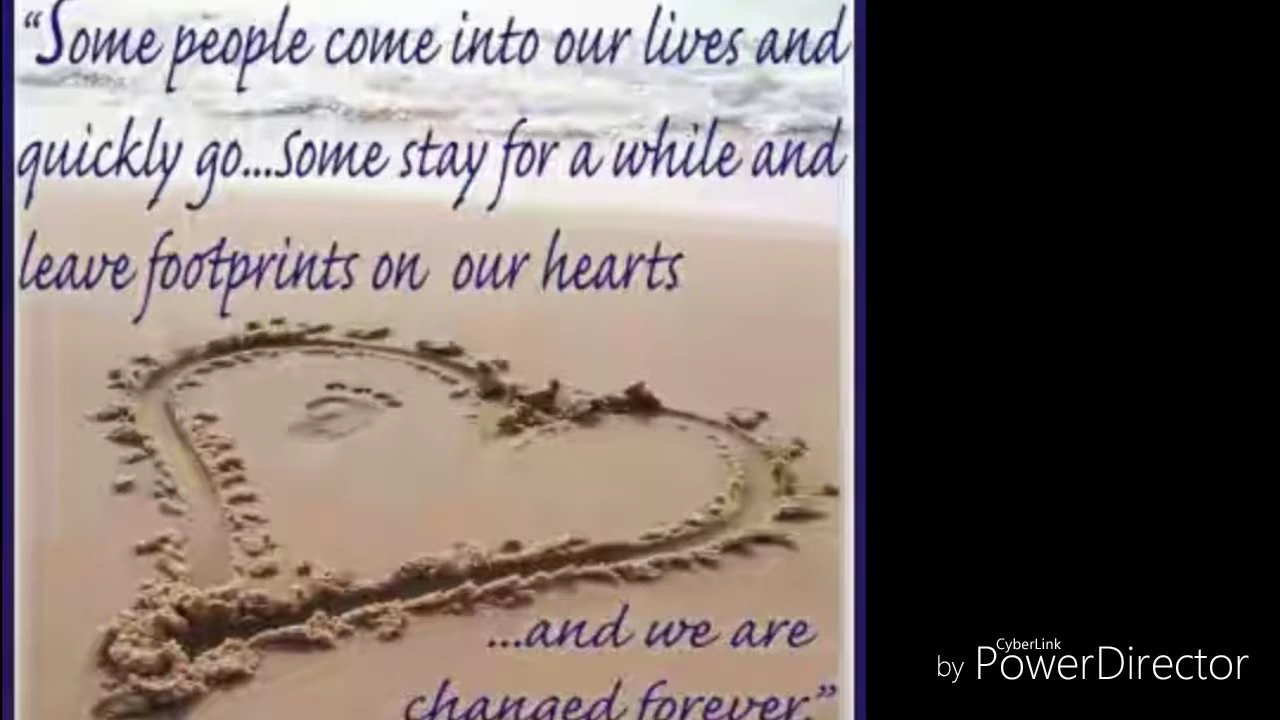 “Some people come into our lives and
quickly go...Some stay for a while and
leave footprints on our hearts
...and we are
changed forever.”
CyberLink
by PowerDirector